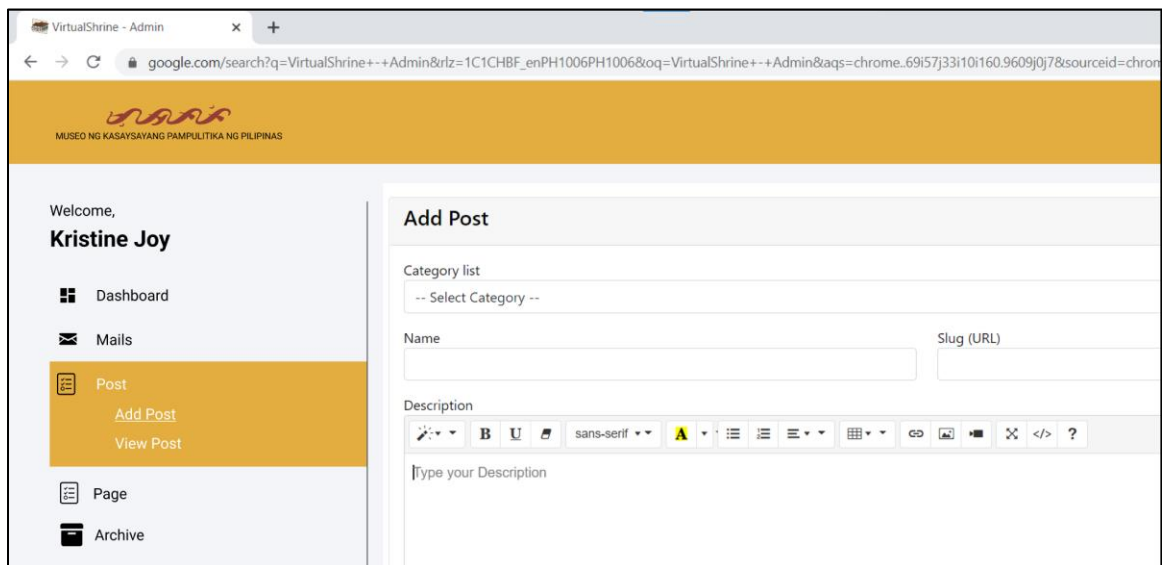 VirtualShrine - Admin
google.com/search?q=VirtualShrine+-+Admin&rlz=1C1CHBF_enPH1006PH1006&oq=VirtualShrine+-+Admin&aqs=chrome..69i57j33i10i160.9609j0j7&sourceid=chrom
MUSEO NG KASAYSAYANG PAMPULITIKA NG PILIPINAS
Welcome,
Kristine Joy
Dashboard
Mails
Post
Add Post
View Post
Page
Archive
Add Post
Category list
-- Select Category --
Name Slug (URL)
Description
B U sans-serif A </> ?
Type your Description